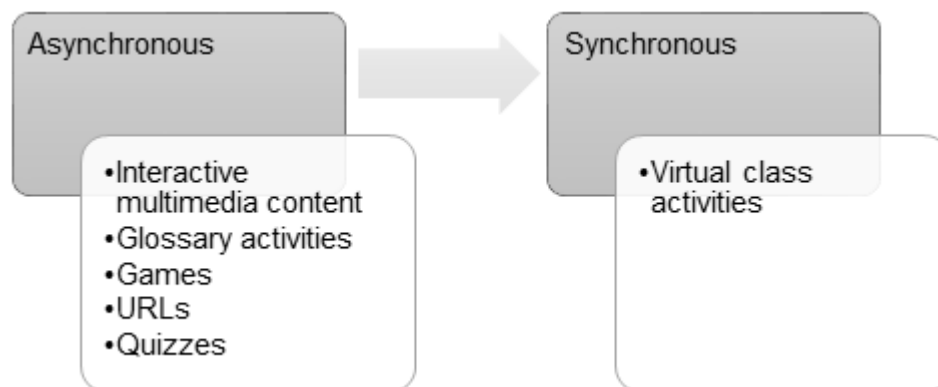 Asynchronous
•Interactive
multimedia content
•Glossary activities
•Games
•URLs
•Quizzes
Synchronous
•Virtual class
activities